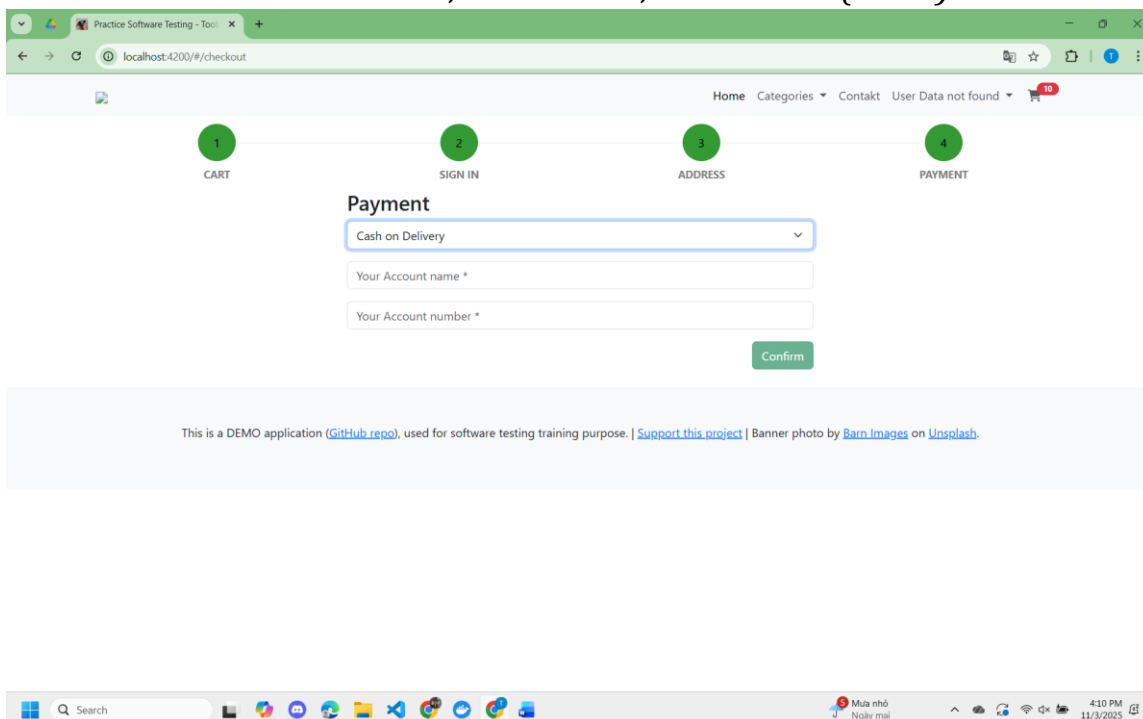 Practice Software Testing - Tool
localhost:4200/#/checkout
T
Home Categories Contakt User Data not found 10
1 2 3 4
CART SIGN IN ADDRESS PAYMENT
Payment
Cash on Delivery
Your Account name *
Your Account number *
Confirm
This is a DEMO application (GitHub repo), used for software testing training purpose. | Support this project | Banner photo by Barn Images on Unsplash.
Search
Mưa nhỏ
Ngày mai
4:10 PM
11/3/2025